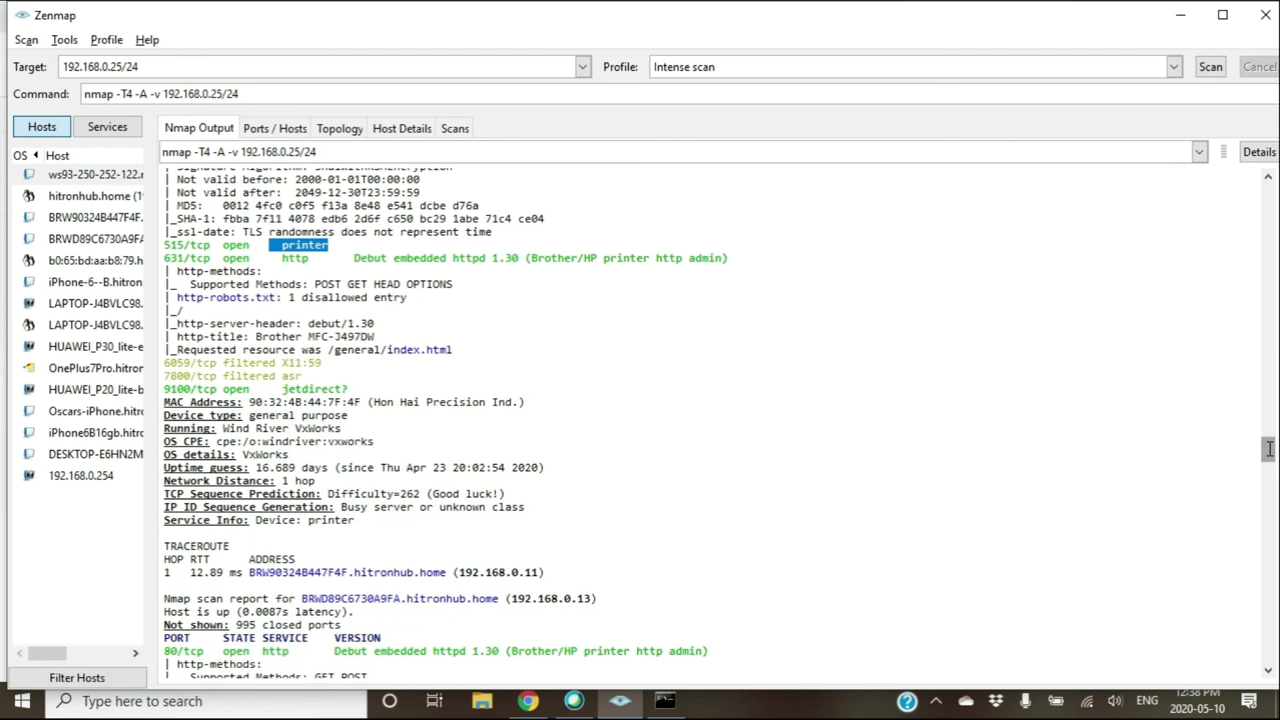 Zenmap
Scan Tools Profile Help
Target: 192.168.0.25/24 Profile: Intense scan Scan Cancel
Command: nmap -T4 -A -v 192.168.0.25/24
Hosts Services Nmap Output Ports / Hosts Topology Host Details Scans
OS Host
nmap -T4 -A -v 192.168.0.25/24 Details
ws93-250-252-122.r
hitronhub.home (1
BRW90324B447F4F.
BRWD89C6730A9FA
b0:65:bd:aa:b8:79.h
iPhone-6--B.hitron
LAPTOP-J4BVLC98.
LAPTOP-J4BVLC98.
HUAWEI_P30_lite-e
OnePlus7Pro.hitror
HUAWEI_P20_lite-b
Oscars-iPhone.hitrc
iPhone6B16gb.hitrc
DESKTOP-E6HN2M
192.168.0.254
Filter Hosts
| Not valid before: 2000-01-01T00:00:00
| Not valid after: 2049-12-30T23:59:59
| MD5: 0012 4fc0 c0f5 f13a 8e48 e541 dcbe d76a
|_SHA-1: fbba 7f11 4078 edb6 2d6f c650 bc29 1abe 71c4 ce04
|_ssl-date: TLS randomness does not represent time
515/tcp open printer
631/tcp open http Debut embedded httpd 1.30 (Brother/HP printer http admin)
| http-methods:
|_ Supported Methods: POST GET HEAD OPTIONS
| http-robots.txt: 1 disallowed entry
|_/
|_http-server-header: debut/1.30
| http-title: Brother MFC-J497DW
|_Requested resource was /general/index.html
6059/tcp filtered X11:59
7800/tcp filtered asr
9100/tcp open jetdirect?
MAC Address: 90:32:4B:44:7F:4F (Hon Hai Precision Ind.)
Device type: general purpose
Running: Wind River VxWorks
OS CPE: cpe:/o:windriver:vxworks
OS details: VxWorks
Uptime guess: 16.689 days (since Thu Apr 23 20:02:54 2020)
Network Distance: 1 hop
TCP Sequence Prediction: Difficulty=262 (Good luck!)
IP ID Sequence Generation: Busy server or unknown class
Service Info: Device: printer
TRACEROUTE
HOP RTT ADDRESS
1 12.89 ms BRW90324B447F4F.hitronhub.home (192.168.0.11)
Nmap scan report for BRWD89C6730A9FA.hitronhub.home (192.168.0.13)
Host is up (0.0087s latency).
Not shown: 995 closed ports
PORT STATE SERVICE VERSION
80/tcp open http Debut embedded httpd 1.30 (Brother/HP printer http admin)
| http-methods:
Supported Methods: GET POST
Type here to search
ENG
12:38 PM
2020-05-10